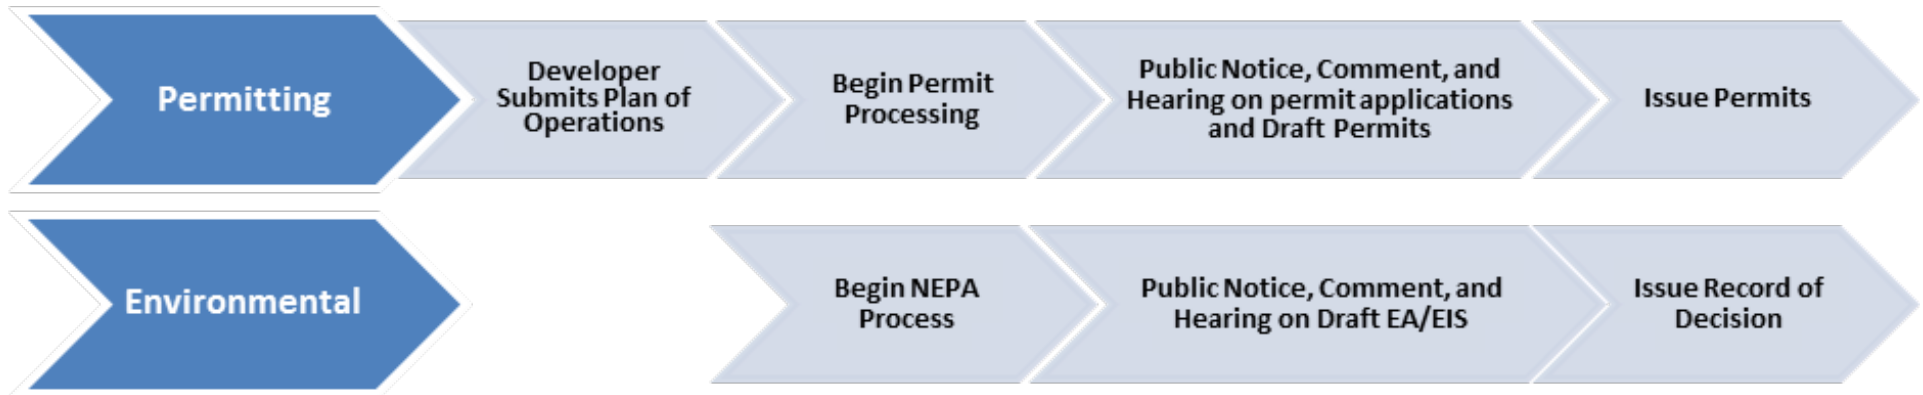 Permitting
Developer
Submits Plan of
Operations
Begin Permit
Processing
Public Notice, Comment, and
Hearing on permit applications
and Draft Permits
Issue Permits
Environmental
Begin NEPA
Process
Public Notice, Comment, and
Hearing on Draft EA/EIS
Issue Record of
Decision